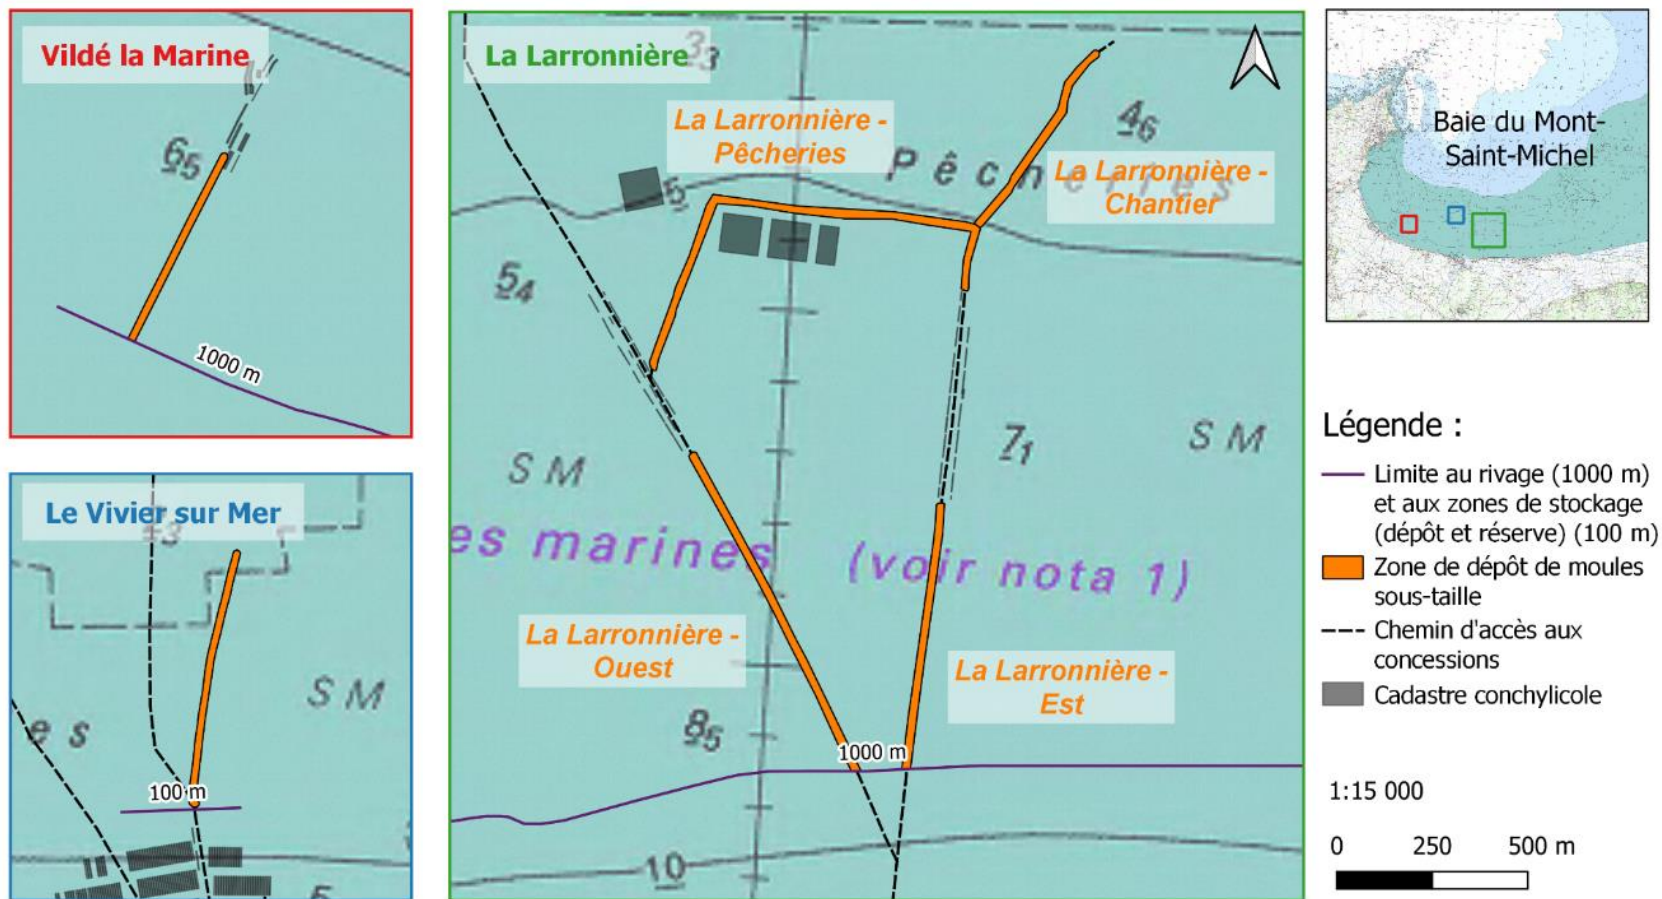 Vildé la Marine
6₅
1000 m
Le Vivier sur Mer
S M
e s
100 m
La Larronnière
3₃
La Larronnière -
Pêcheries
4₆
Pêcheries
La Larronnière -
Chantier
5
5₄
7₁
S M
S M
es marines (voir nota 1)
La Larronnière -
Ouest
La Larronnière -
Est
8₅
1000 m
10
Baie du Mont-
Saint-Michel
Légende :
Limite au rivage (1000 m)
et aux zones de stockage
(dépôt et réserve) (100 m)
Zone de dépôt de moules
sous-taille
Chemin d'accès aux
concessions
Cadastre conchylicole
1:15 000
0 250 500 m